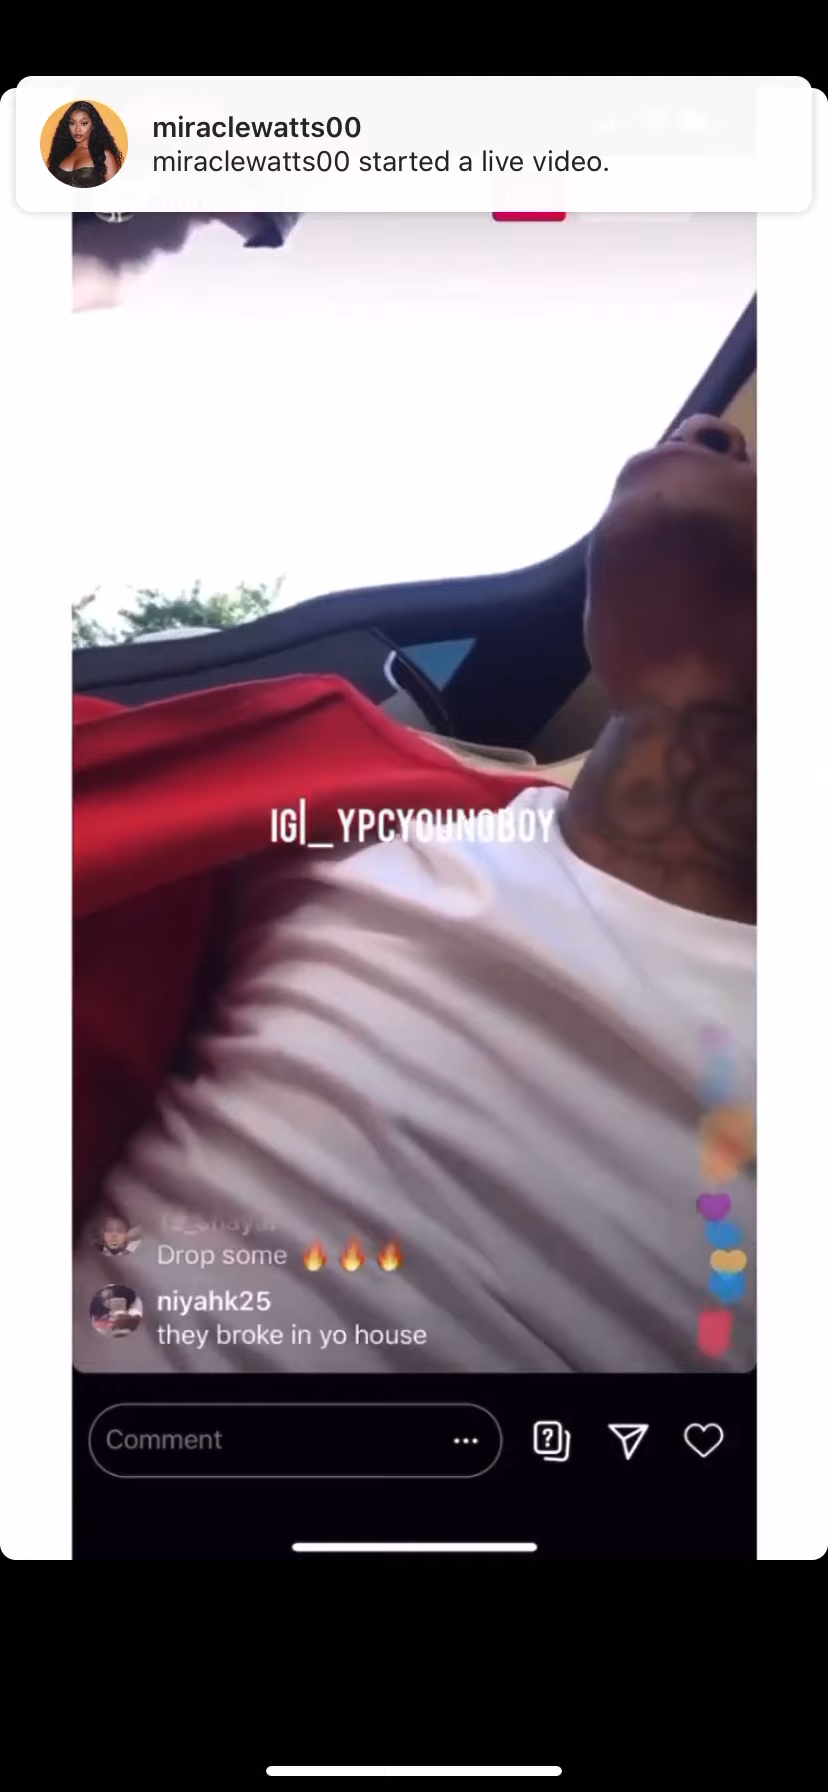 miraclewatts00
miraclewatts00 started a live video.
IG|_YPCYOUNGBOY
Drop some 🔥 🔥 🔥
niyahk25
they broke in yo house
Comment